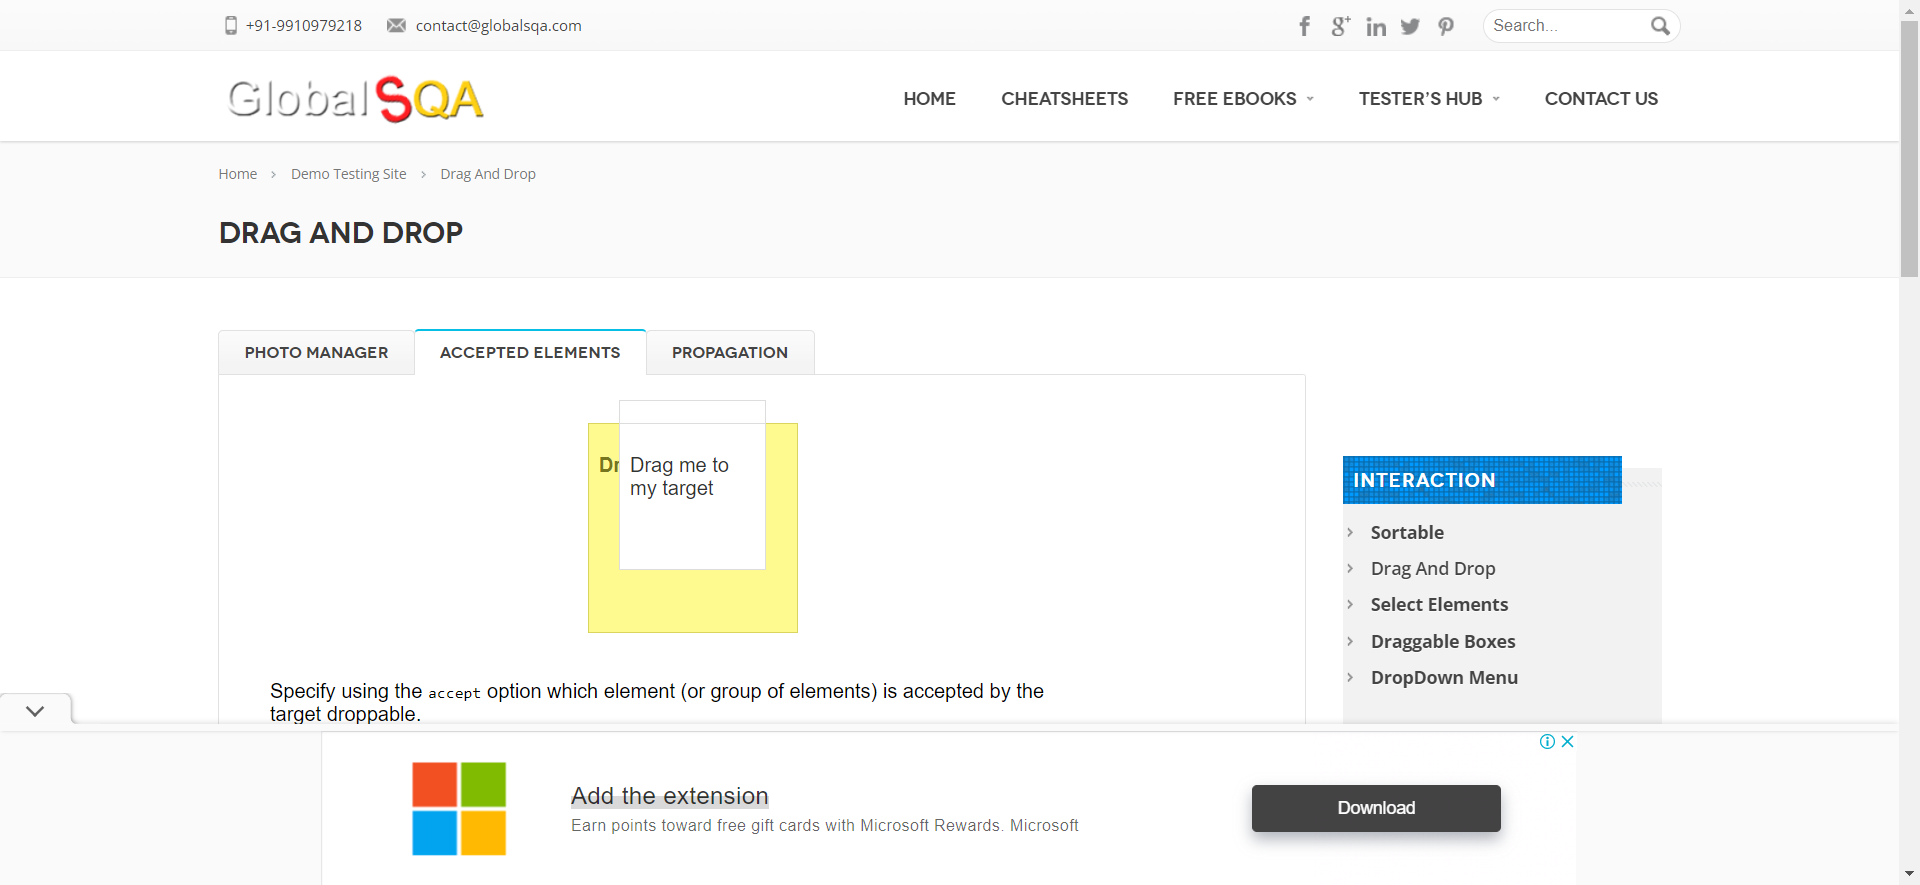 +91-9910979218 contact@globalsqa.com Search...
GlobalSQA HOME CHEATSHEETS FREE EBOOKS TESTER'S HUB CONTACT US
Home > Demo Testing Site > Drag And Drop
DRAG AND DROP
PHOTO MANAGER ACCEPTED ELEMENTS PROPAGATION
Drag me to
my target
Specify using the accept option which element (or group of elements) is accepted by the
target droppable.
INTERACTION
Sortable
Drag And Drop
Select Elements
Draggable Boxes
DropDown Menu
Add the extension
Earn points toward free gift cards with Microsoft Rewards. Microsoft
Download